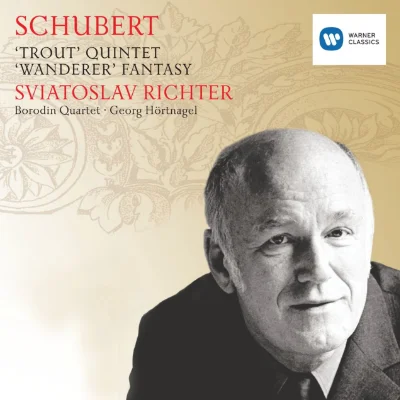 SCHUBERT
‘TROUT’ QUINTET
‘WANDERER’ FANTASY
SVIATOSLAV RICHTER
Borodin Quartet · Georg Hörtnagel
WARNER
CLASSICS